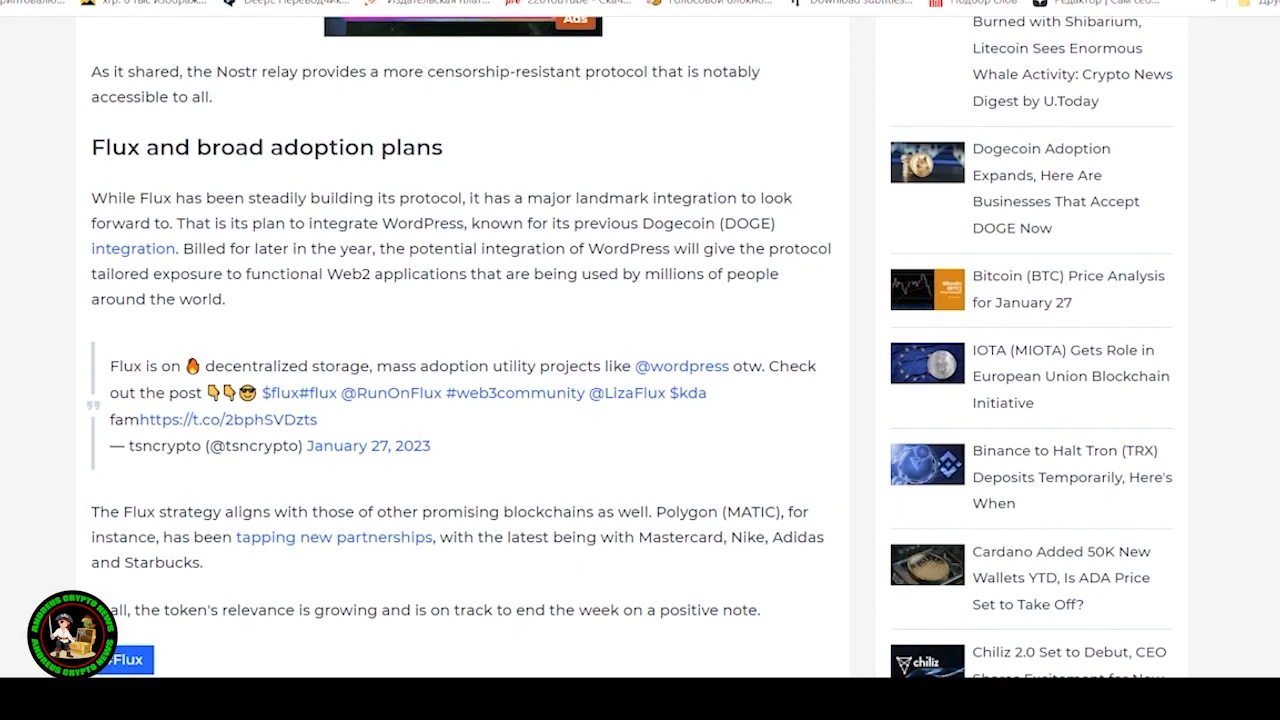 Ads
As it shared, the Nostr relay provides a more censorship-resistant protocol that is notably
accessible to all.
Flux and broad adoption plans
While Flux has been steadily building its protocol, it has a major landmark integration to look
forward to. That is its plan to integrate WordPress, known for its previous Dogecoin (DOGE)
integration. Billed for later in the year, the potential integration of WordPress will give the protocol
tailored exposure to functional Web2 applications that are being used by millions of people
around the world.
Flux is on 🔥 decentralized storage, mass adoption utility projects like @wordpress otw. Check
out the post 👇👇😎 $flux#flux @RunOnFlux #web3community @LizaFlux $kda
famhttps://t.co/2bphSVDzts
— tsncrypto (@tsncrypto) January 27, 2023
The Flux strategy aligns with those of other promising blockchains as well. Polygon (MATIC), for
instance, has been tapping new partnerships, with the latest being with Mastercard, Nike, Adidas
and Starbucks.
all, the token's relevance is growing and is on track to end the week on a positive note.
Flux
ANDREUS CRYPTO NEWS
ANDREUS CRYPTO NEWS
Burned with Shibarium,
Litecoin Sees Enormous
Whale Activity: Crypto News
Digest by U.Today
Dogecoin Adoption
Expands, Here Are
Businesses That Accept
DOGE Now
Bitcoin (BTC) Price Analysis
for January 27
IOTA (MIOTA) Gets Role in
European Union Blockchain
Initiative
Binance to Halt Tron (TRX)
Deposits Temporarily, Here's
When
Cardano Added 50K New
Wallets YTD, Is ADA Price
Set to Take Off?
chiliz
Chiliz 2.0 Set to Debut, CEO